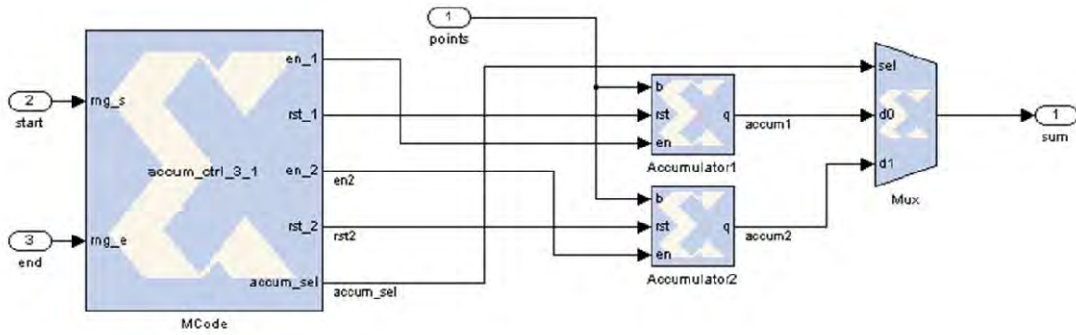 1
points
2
start
3
end
rng_s
rng_e
accum_ctrl_3_1
en_1
rst_1
en_2
rst_2
accum_sel
MCode
en2
rst2
accum_sel
b
rst
en
q
Accumulator1
accum1
b
rst
en
q
Accumulator2
accum2
sel
d0
d1
Mux
1
sum